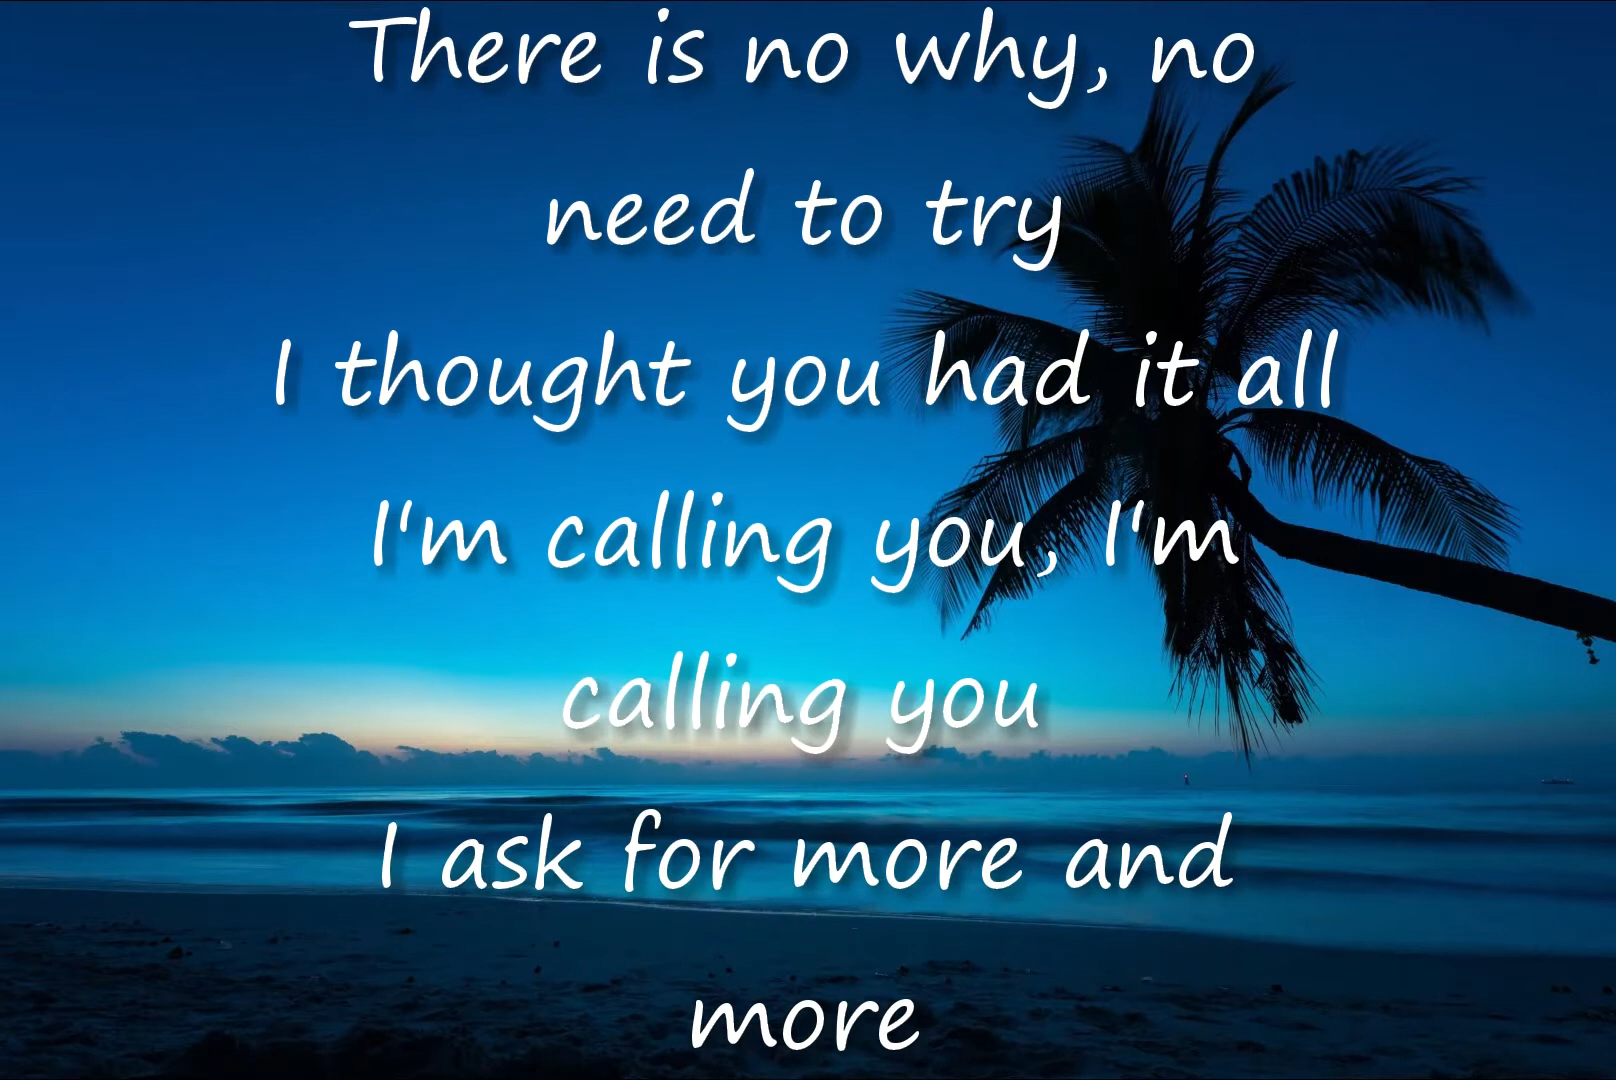 There is no why, no
need to try
I thought you had it all
I'm calling you, I'm
calling you
I ask for more and
more